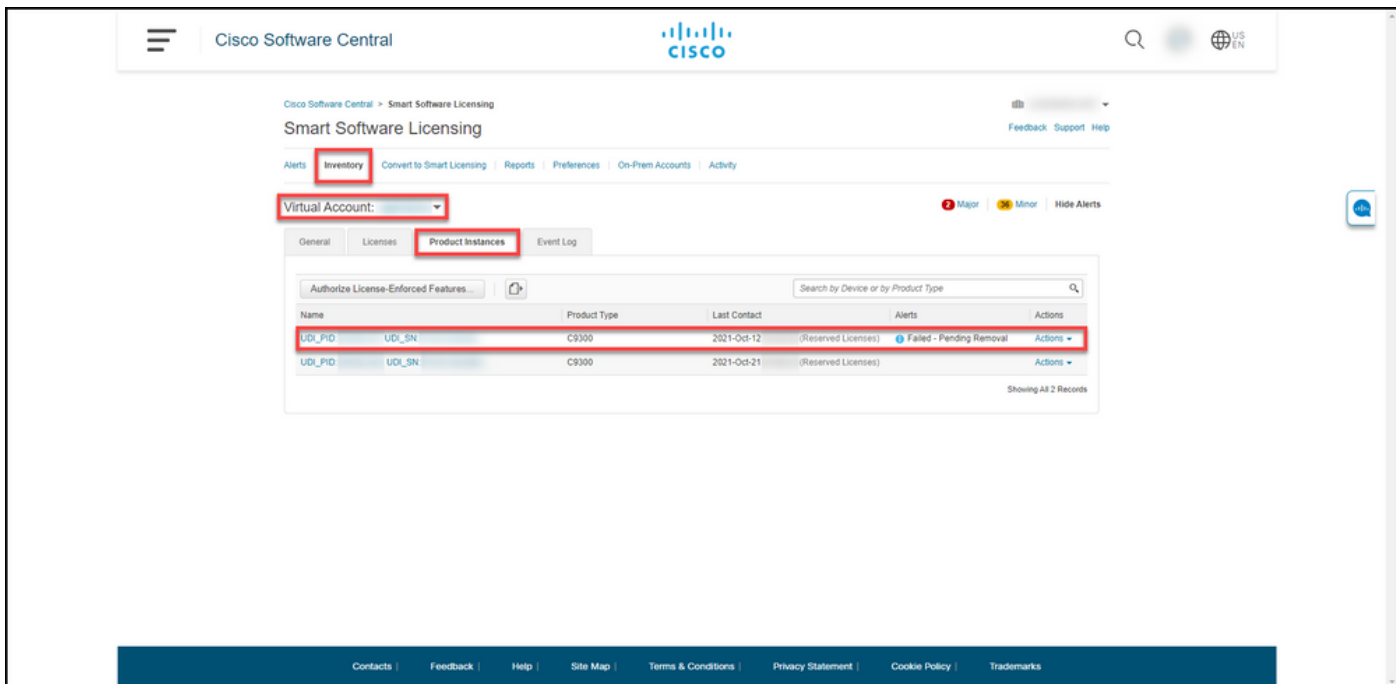 Cisco Software Central
CISCO
US
EN
Cisco Software Central > Smart Software Licensing
Smart Software Licensing
Feedback Support Help
Alerts Inventory Convert to Smart Licensing | Reports | Preferences | On-Prem Accounts | Activity
Virtual Account:
2 Major | 36 Minor | Hide Alerts
General Licenses Product Instances Event Log
Authorize License-Enforced Features... Search by Device or by Product Type
Name Product Type Last Contact Alerts Actions
UDI_PID: UDI_SN: C9300 2021-Oct-12 (Reserved Licenses) Failed - Pending Removal Actions
UDI_PID: UDI_SN: C9300 2021-Oct-21 (Reserved Licenses) Actions
Showing All 2 Records
Contacts | Feedback | Help | Site Map | Terms & Conditions | Privacy Statement | Cookie Policy | Trademarks